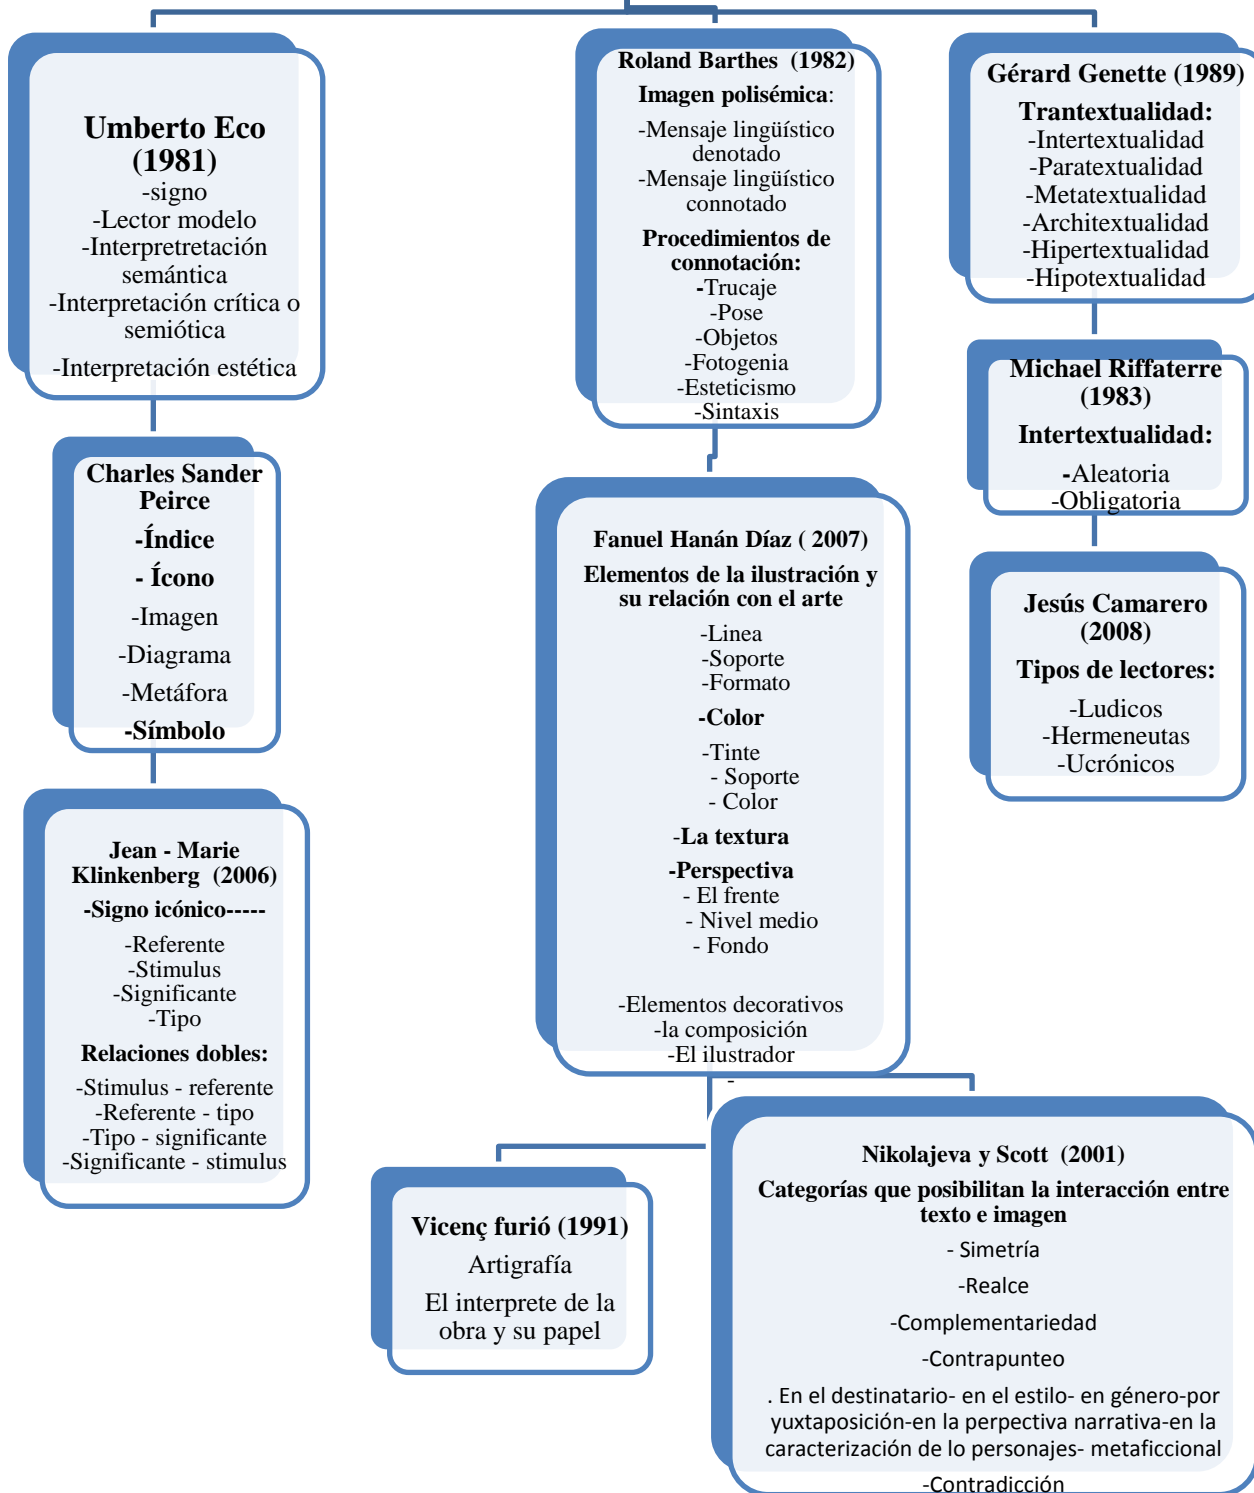 Umberto Eco
(1981)
-signo
-Lector modelo
-Interpretretación
semántica
-Interpretación crítica o
semiótica
-Interpretación estética
Charles Sander
Peirce
-Índice
- Ícono
-Imagen
-Diagrama
-Metáfora
-Símbolo
Jean - Marie
Klinkenberg (2006)
-Signo icónico-----
-Referente
-Stimulus
-Significante
-Tipo
Relaciones dobles:
-Stimulus - referente
-Referente - tipo
-Tipo - significante
-Significante - stimulus
Roland Barthes (1982)
Imagen polisémica:
-Mensaje lingüístico
denotado
-Mensaje lingüístico
connotado
Procedimientos de
connotación:
-Trucaje
-Pose
-Objetos
-Fotogenia
-Esteticismo
-Sintaxis
Fanuel Hanán Díaz ( 2007)
Elementos de la ilustración y
su relación con el arte
-Linea
-Soporte
-Formato
-Color
-Tinte
- Soporte
- Color
-La textura
-Perspectiva
- El frente
- Nivel medio
- Fondo
-Elementos decorativos
-la composición
-El ilustrador
-
Vicenç furió (1991)
Artigrafía
El interprete de la
obra y su papel
Nikolajeva y Scott (2001)
Categorías que posibilitan la interacción entre
texto e imagen
- Simetría
-Realce
-Complementariedad
-Contrapunteo
. En el destinatario- en el estilo- en género-por
yuxtaposición-en la perpectiva narrativa-en la
caracterización de lo personajes- metaficcional
-Contradicción
Gérard Genette (1989)
Trantextualidad:
-Intertextualidad
-Paratextualidad
-Metatextualidad
-Architextualidad
-Hipertextualidad
-Hipotextualidad
Michael Riffaterre
(1983)
Intertextualidad:
-Aleatoria
-Obligatoria
Jesús Camarero
(2008)
Tipos de lectores:
-Ludicos
-Hermeneutas
-Ucrónicos